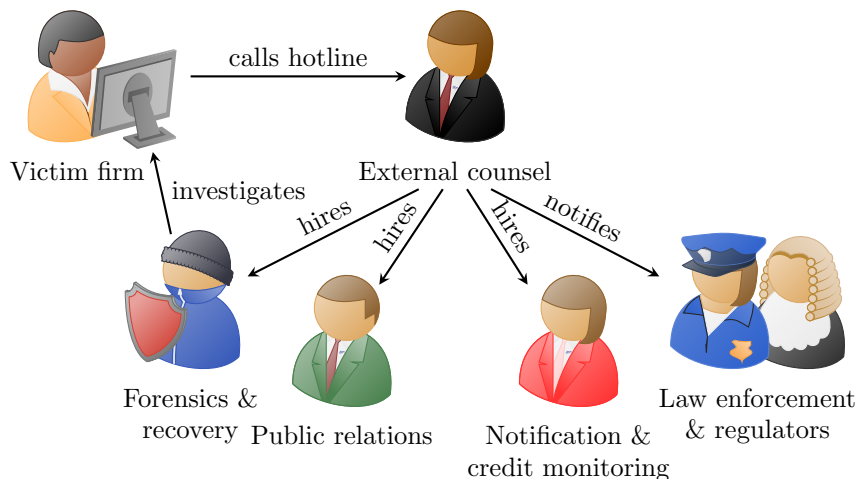 calls hotline
Victim firm
External counsel
investigates
hires
hires
hires
notifies
Forensics &
recovery
Public relations
Notification &
credit monitoring
Law enforcement
& regulators